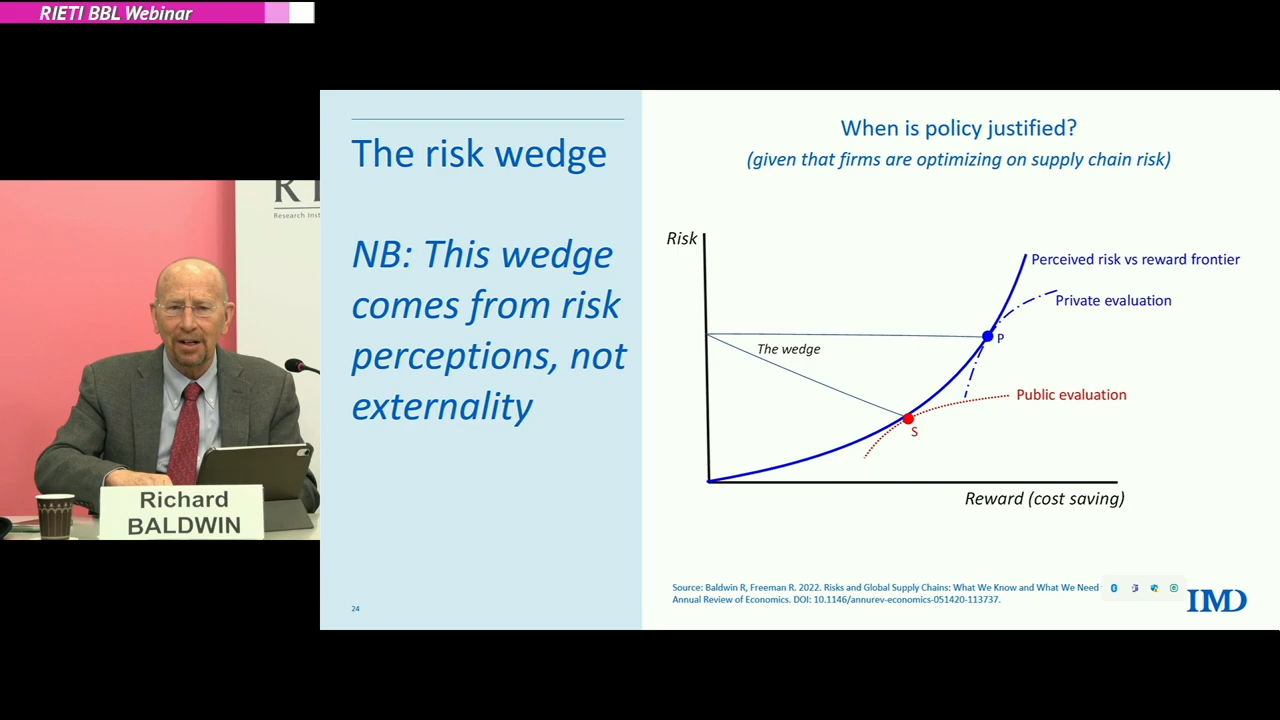 RIETI BBL Webinar
Research Inst
Richard
BALDWIN
The risk wedge
NB: This wedge
comes from risk
perceptions, not
externality
24
When is policy justified?
(given that firms are optimizing on supply chain risk)
Risk
Perceived risk vs reward frontier
Private evaluation
P
The wedge
Public evaluation
S
Reward (cost saving)
Source: Baldwin R, Freeman R. 2022. Risks and Global Supply Chains: What We Know and What We Need
Annual Review of Economics. DOI: 10.1146/annurev-economics-051420-113737.
IMD